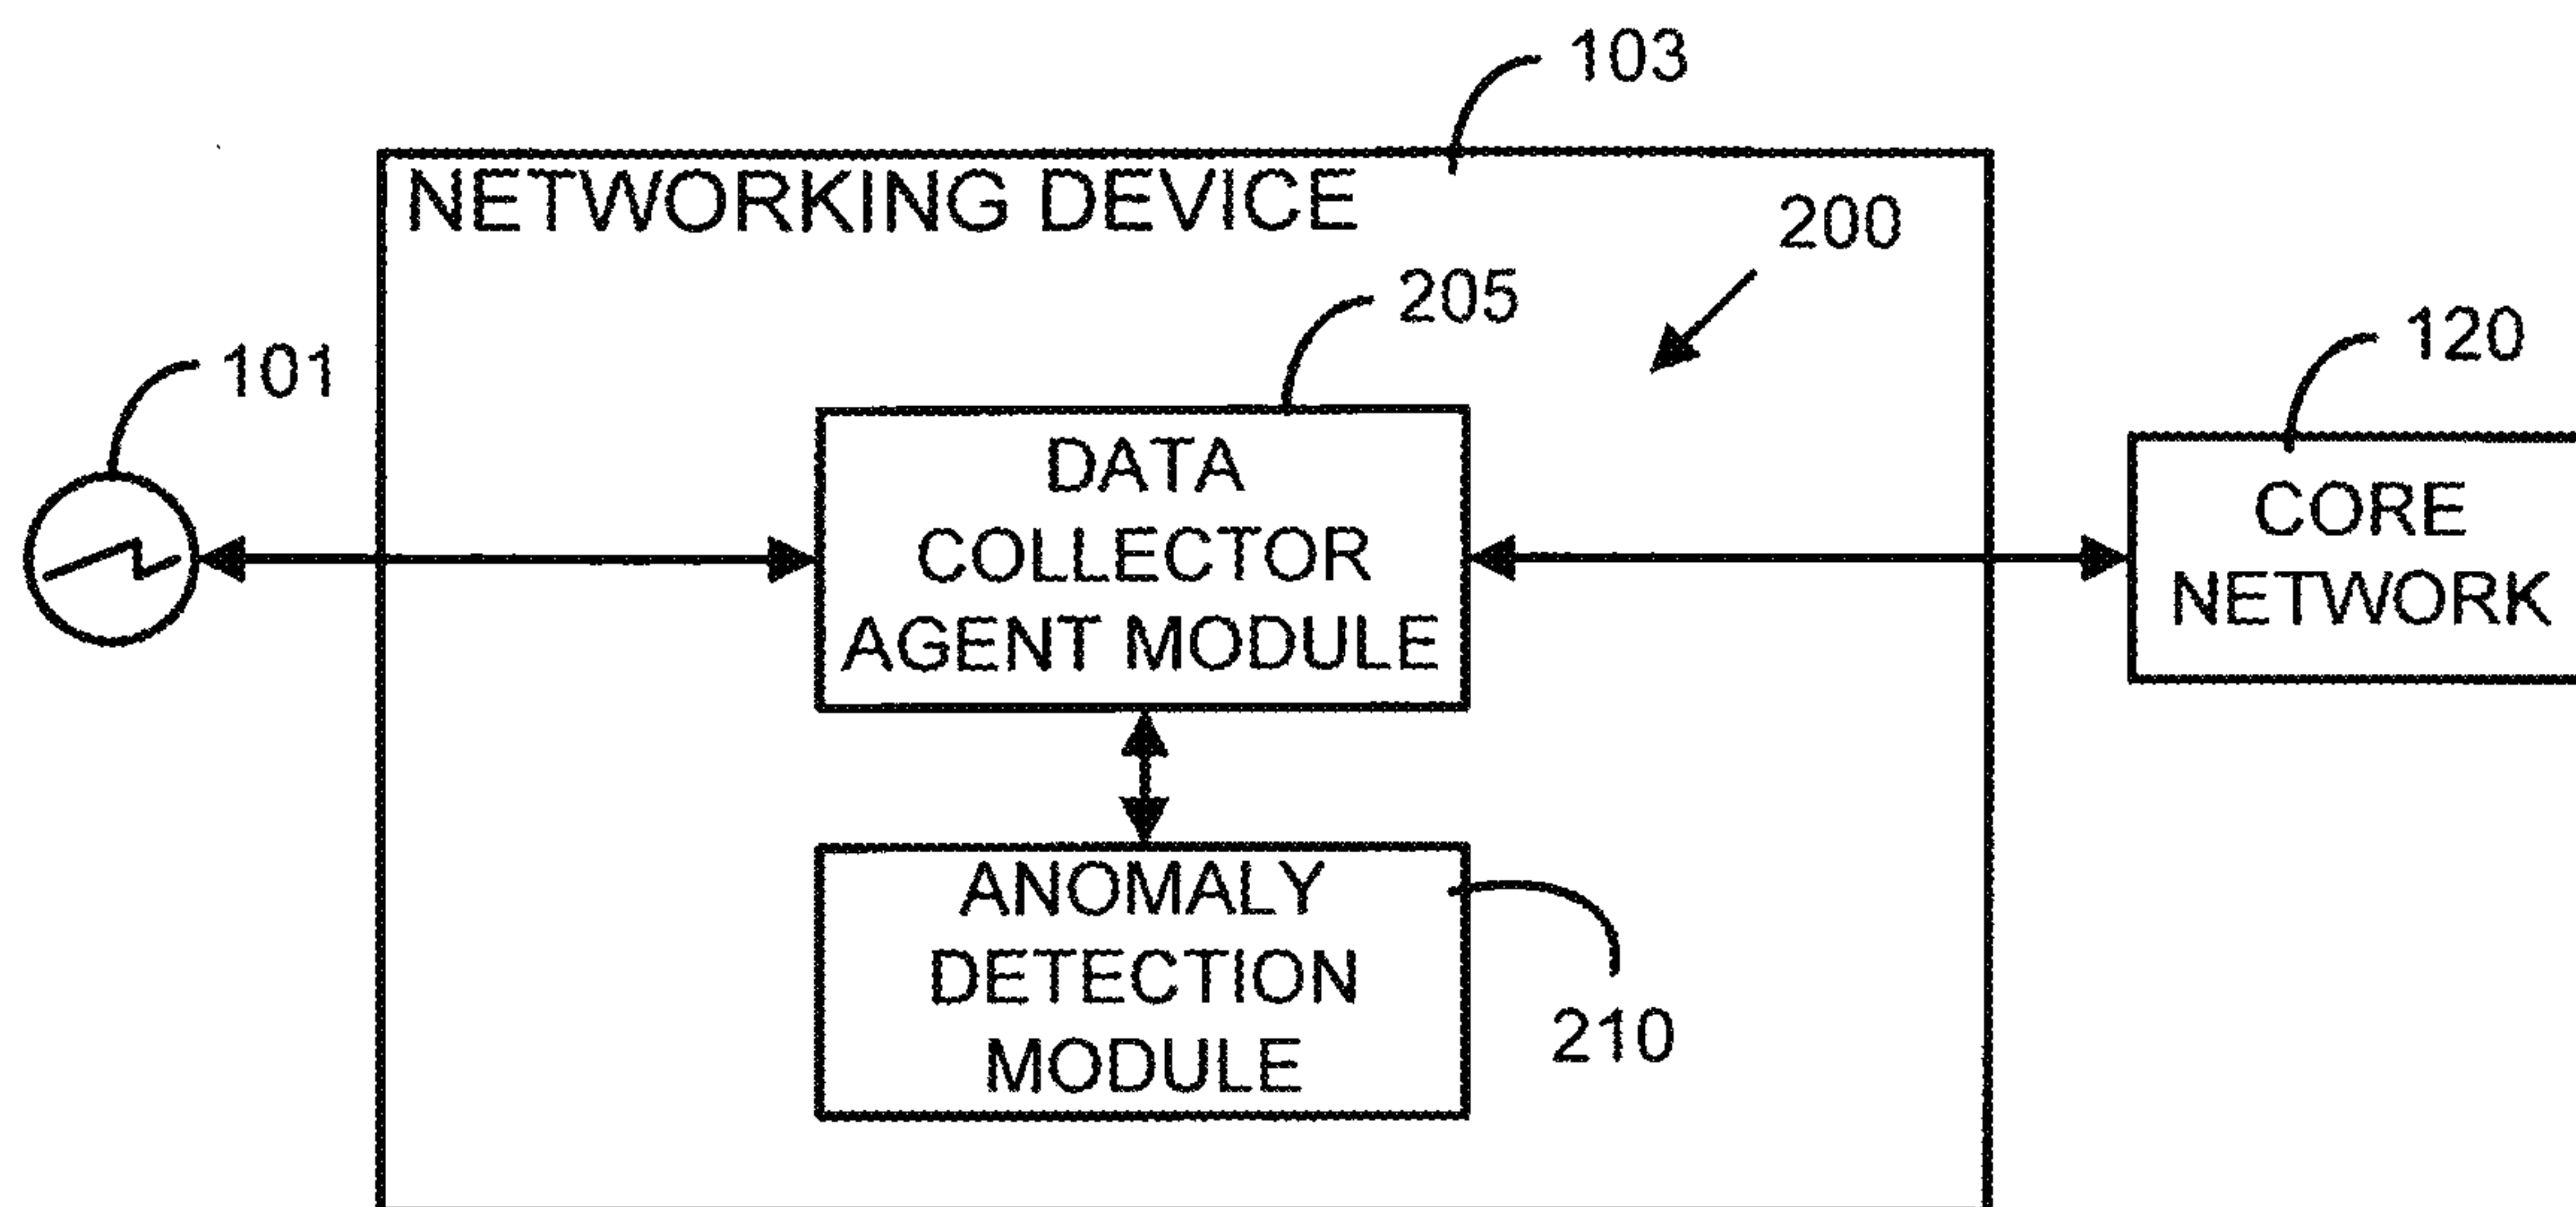 103
NETWORKING DEVICE
200
205
120
101
DATA
COLLECTOR
AGENT MODULE
CORE
NETWORK
ANOMALY
DETECTION
MODULE
210